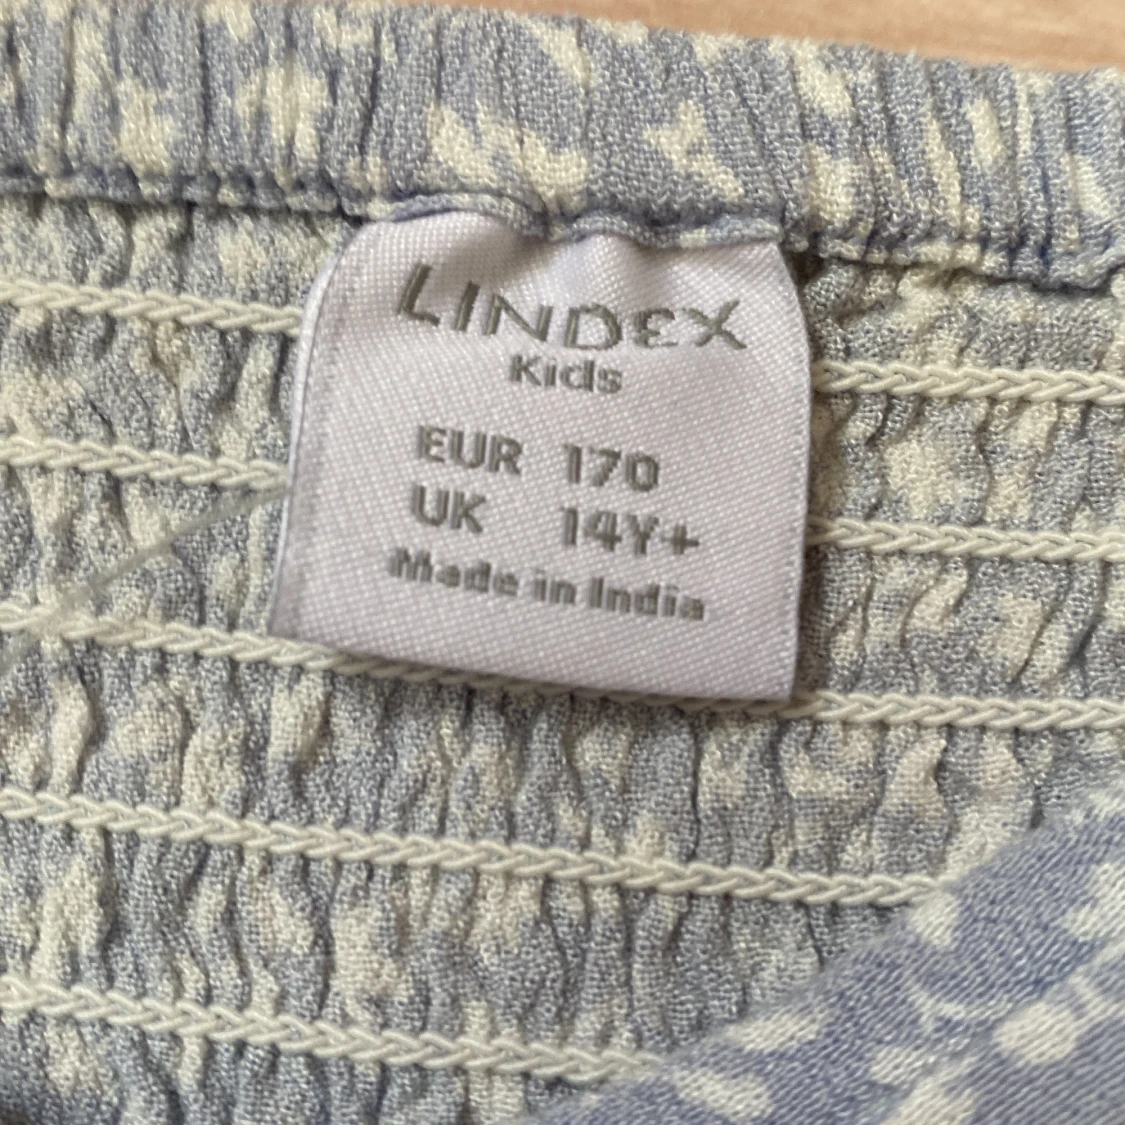 LINDEX
Kids
EUR 170
UK 14Y+
Made in India